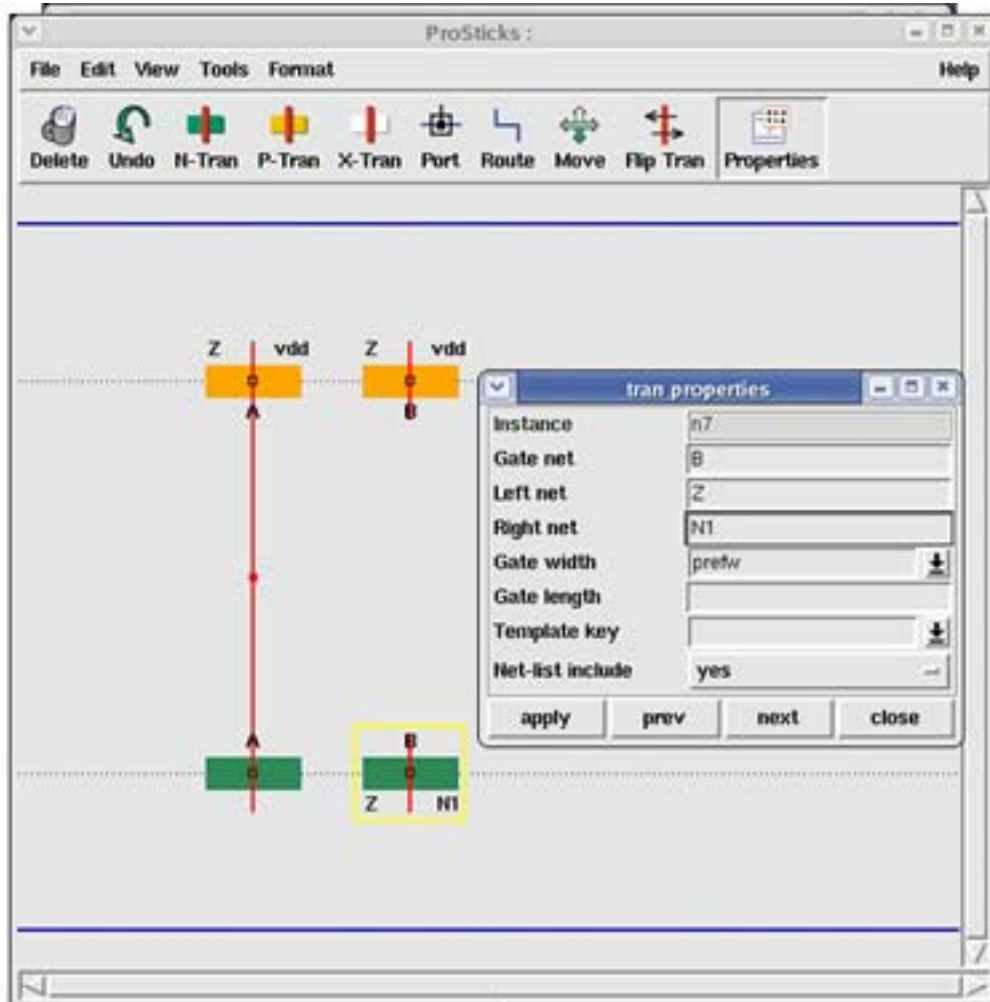 ProSticks :
File Edit View Tools Format Help
Delete Undo N-Tran P-Tran X-Tran Port Route Move Flip Tran Properties
Z vdd Z vdd
A B
tran properties
Instance n7
Gate net B
Left net Z
Right net N1
Gate width prefw
Gate length
Template key
Net-list include yes
apply prev next close
A B
Z N1